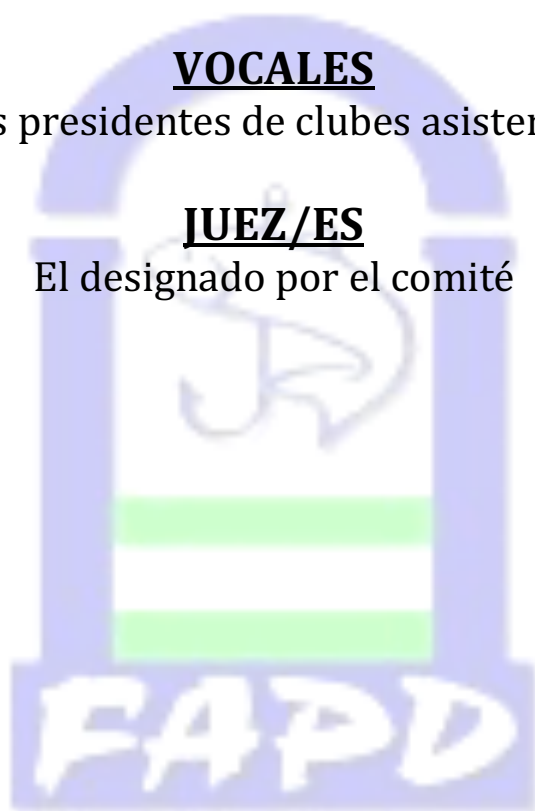 VOCALES
presidentes de clubes
JUEZ/ES
El designado por el comité
FAPD